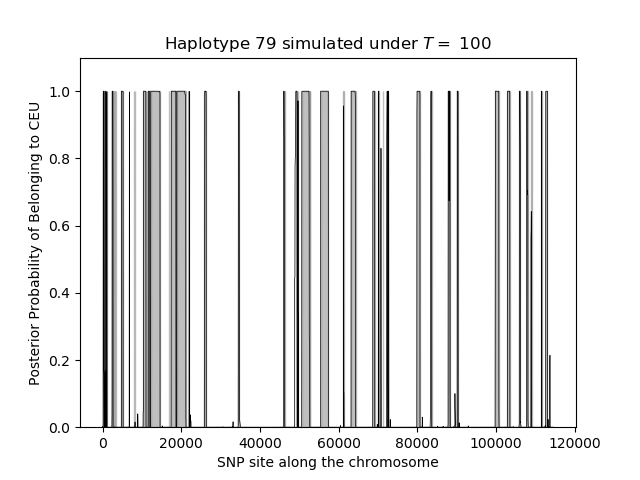 Haplotype 79 simulated under T = 100
Posterior Probability of Belonging to CEU
1.0
0.8
0.6
0.4
0.2
0.0
0 20000 40000 60000 80000 100000 120000
SNP site along the chromosome